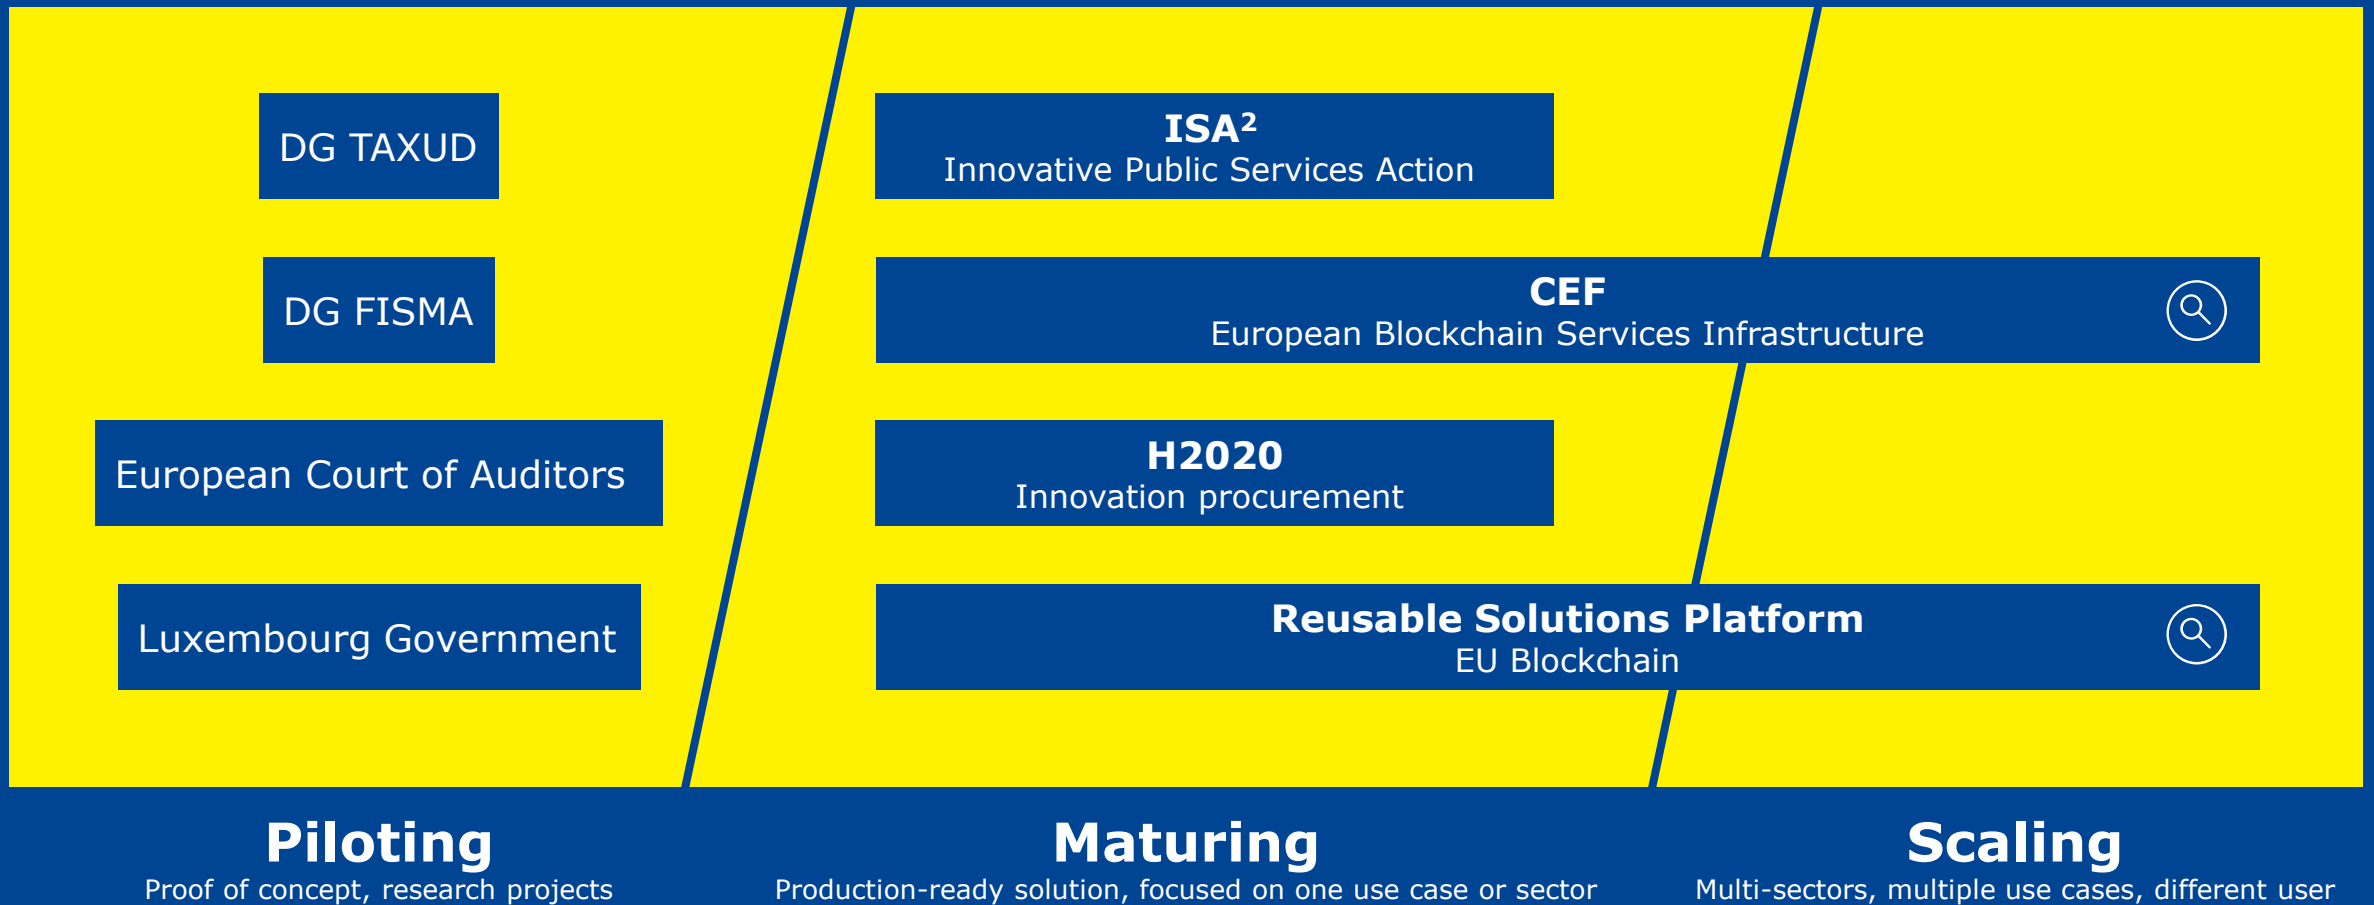 DG TAXUD
DG FISMA
European Court of Auditors
Luxembourg Government
ISA²
Innovative Public Services Action
CEF
European Blockchain Services Infrastructure
H2020
Innovation procurement
Reusable Solutions Platform
EU Blockchain
Piloting
Proof of concept, research projects
Maturing
Production-ready solution, focused on one use case or sector
Scaling
Multi-sectors, multiple use cases, different user